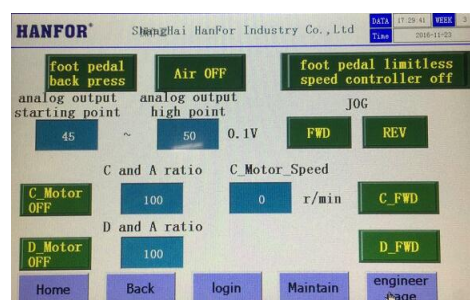 HANFOR®
ShangHai HanFor Industry Co.,Ltd
DATA 17 29 41 WEEK 3
Time 2016-11-23
foot pedal
back press
Air OFF
foot pedal limitless
speed controller off
analog output
starting point
analog output
high point
JOG
45 ~ 50 0.1V
FWD REV
C and A ratio C_Motor_Speed
C_Motor
OFF
100
0 r/min
C_FWD
D and A ratio
D_Motor
OFF
100
D_FWD
Home Back login Maintain
engineer
page